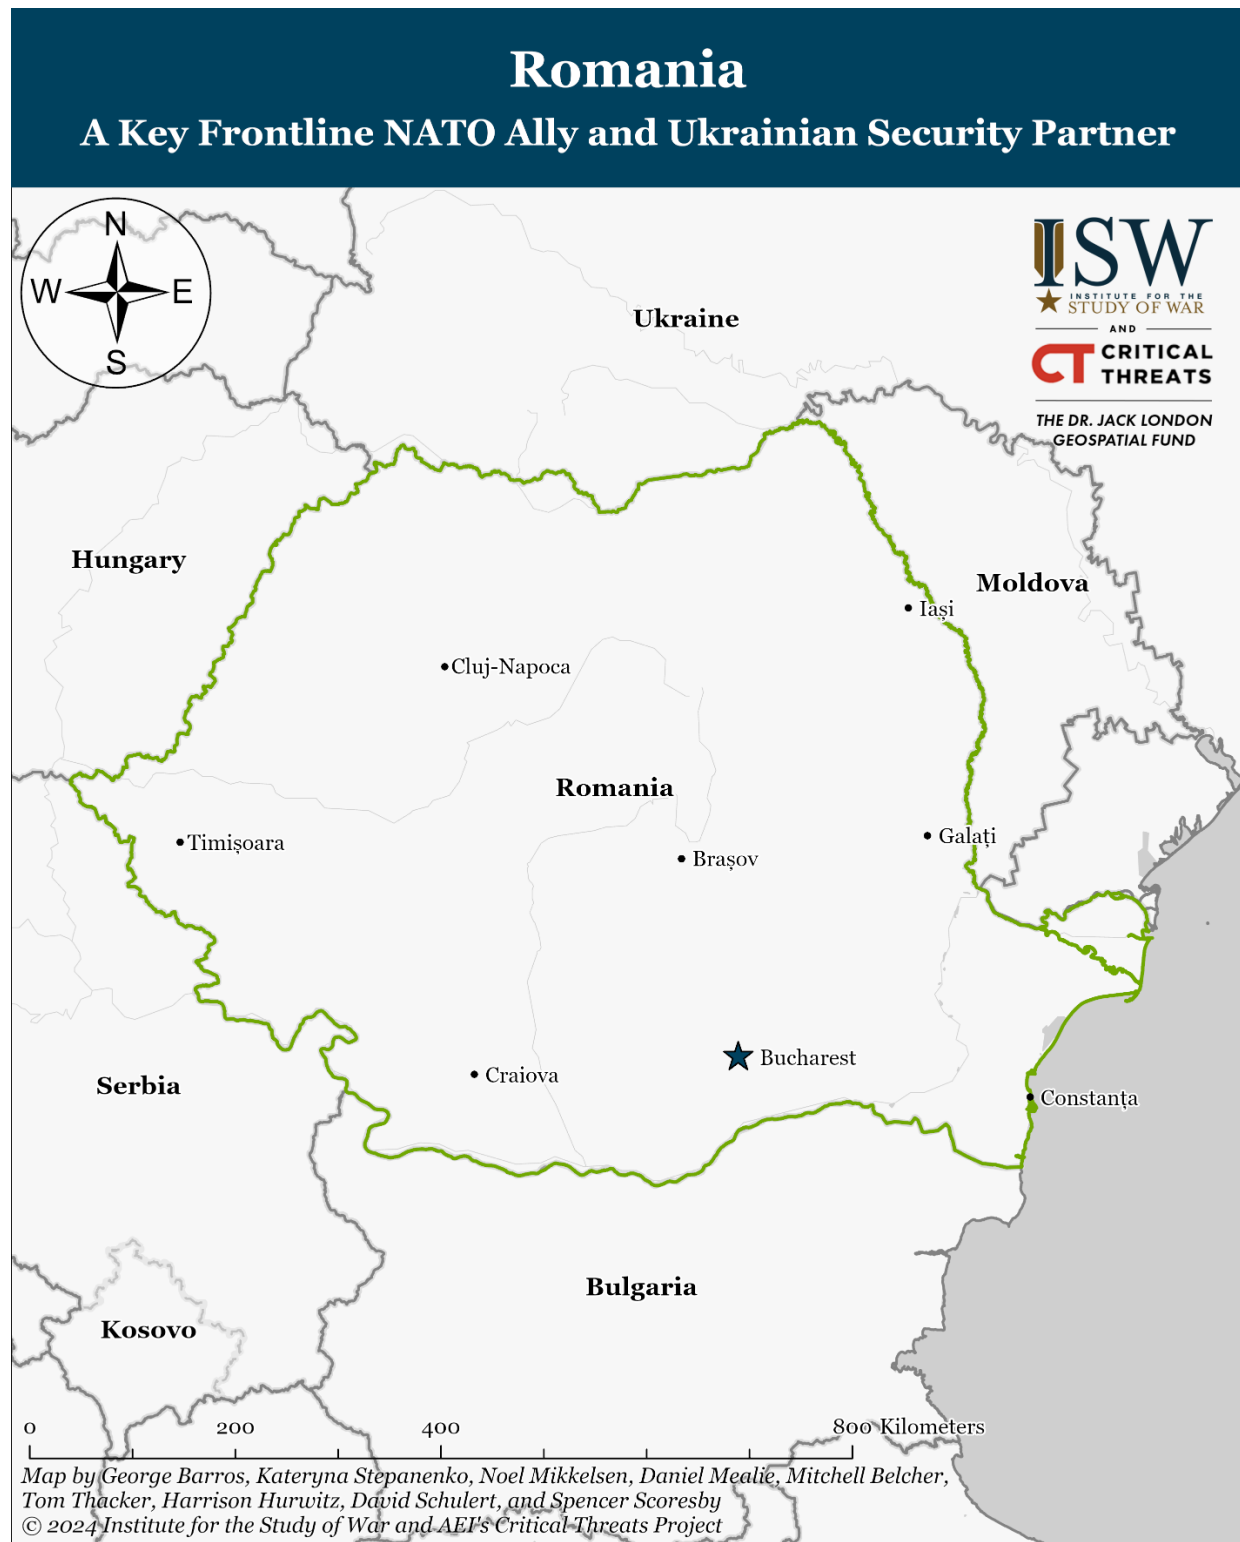 Romania
A Key Frontline NATO Ally and Ukrainian Security Partner
N
W E
S
ISW
INSTITUTE FOR THE
STUDY OF WAR
AND
CT CRITICAL
THREATS
THE DR. JACK LONDON
GEOSPATIAL FUND
Ukraine
Hungary
Moldova
Iași
Cluj-Napoca
Romania
Timișoara
Galați
Brașov
Bucharest
Craiova
Serbia
Constanța
Bulgaria
Kosovo
0 200 400 800 Kilometers
Map by George Barros, Kateryna Stepanenko, Noel Mikkelsen, Daniel Mealie, Mitchell Belcher,
Tom Thacker, Harrison Hurwitz, David Schulert, and Spencer Scoresby
© 2024 Institute for the Study of War and AEI's Critical Threats Project